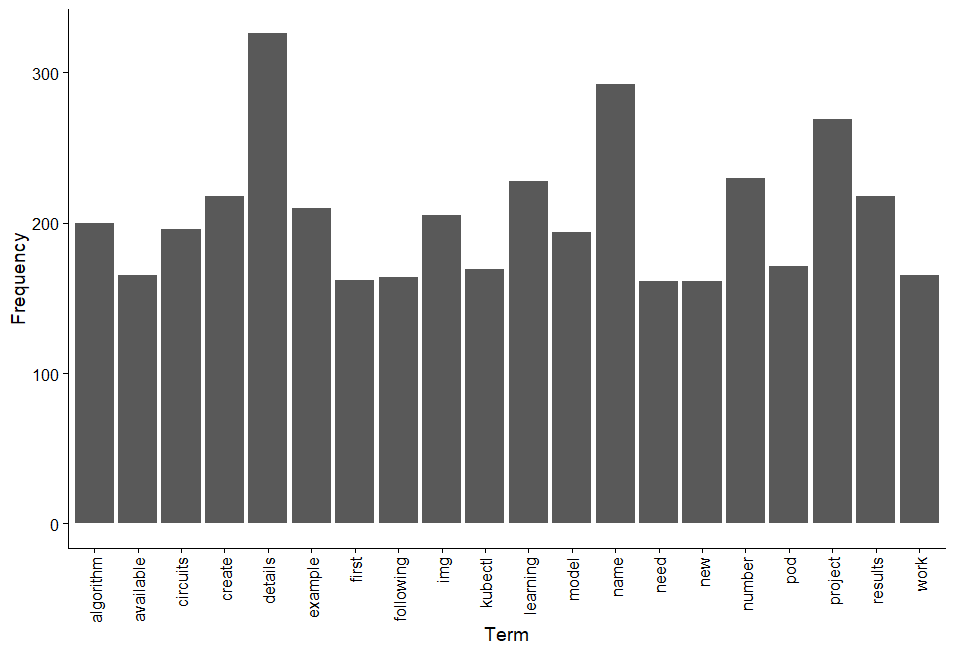 Frequency
300
200
100
0
algorithm
available
circuits
create
details
example
first
following
img
kubectl
learning
model
name
need
new
number
pod
project
results
work
Term